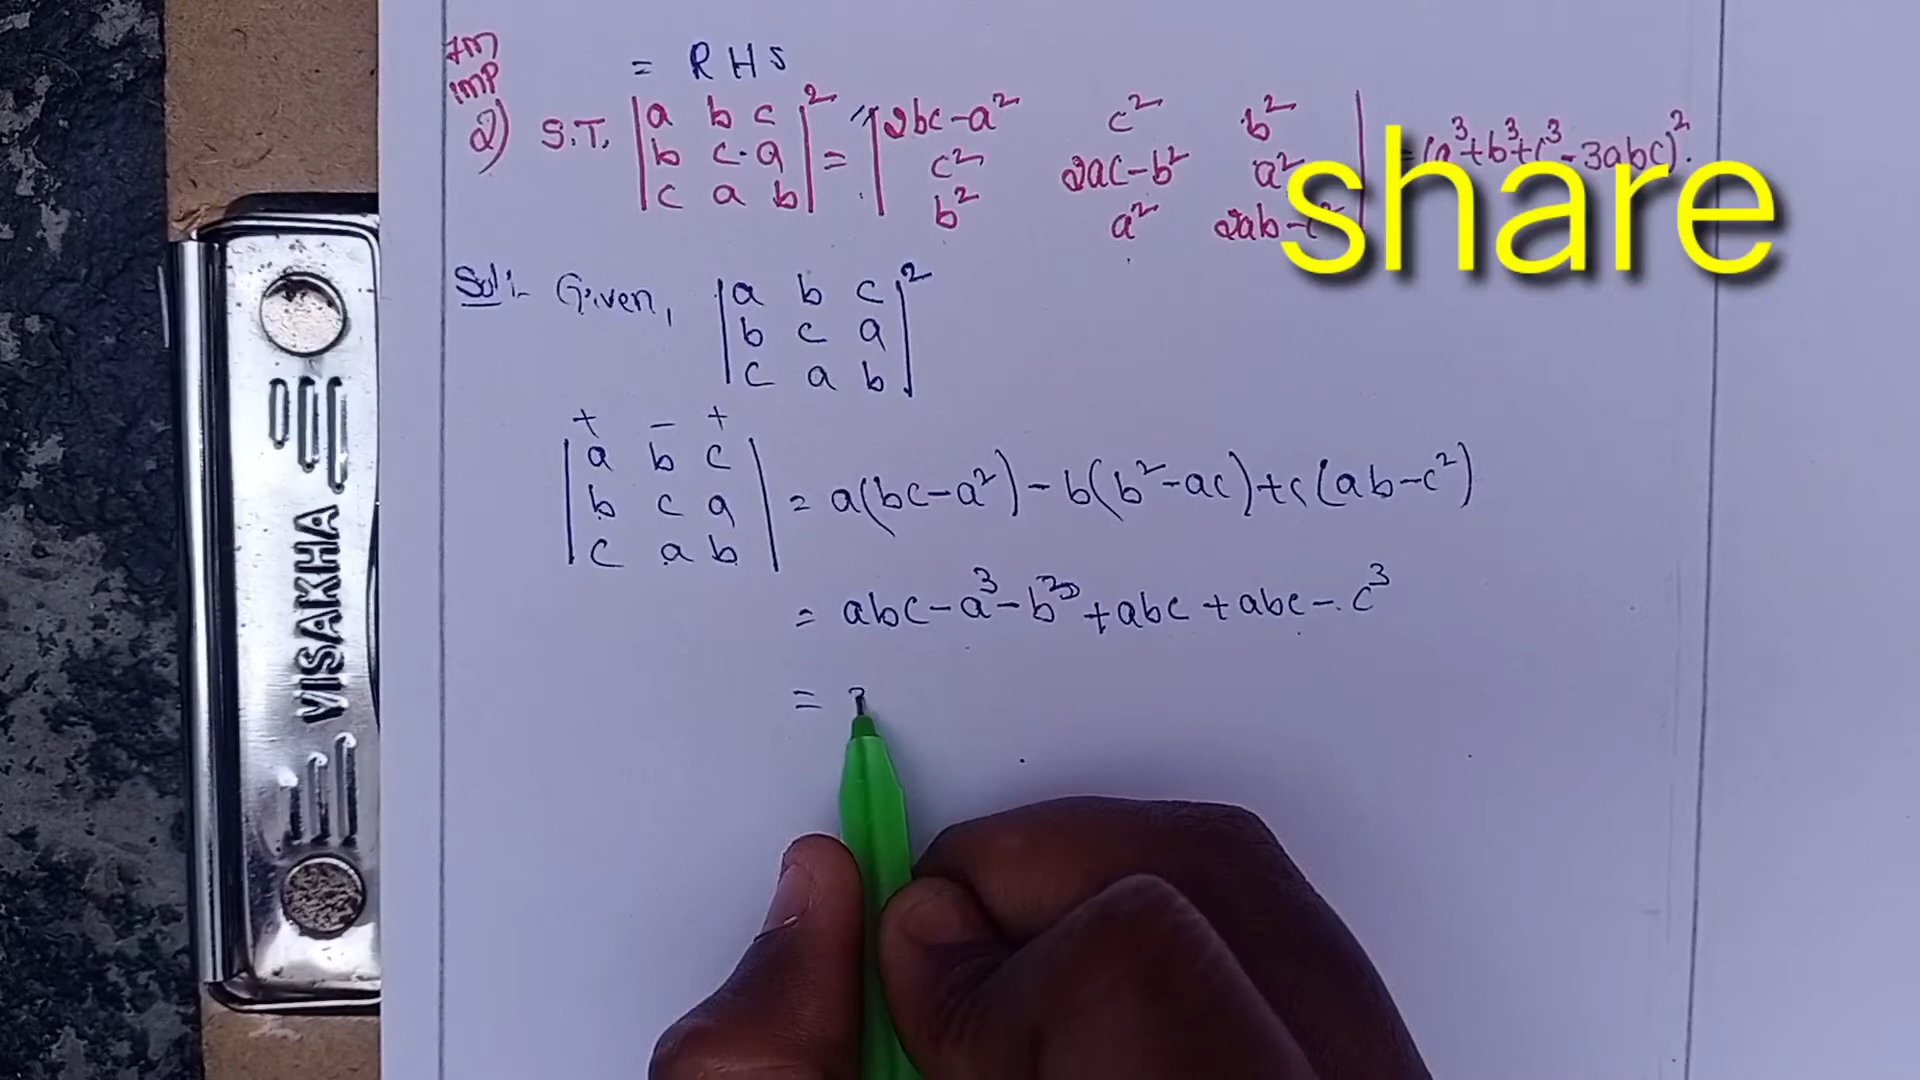 7M
IMP
= RHS
2) S.T. |a b c|² = |2bc-a² c² b²| = (a³+b³+c³-3abc)².
|b c a| |c² 2ac-b² a²|
|c a b| |b² a² 2ab-c²|
share
Sol:- Given, |a b c|²
|b c a|
|c a b|
+ - +
|a b c|
|b c a| = a(bc-a²)-b(b²-ac)+c(ab-c²)
|c a b|
= abc-a³-b³+abc+abc-c³
=
VISAKHA